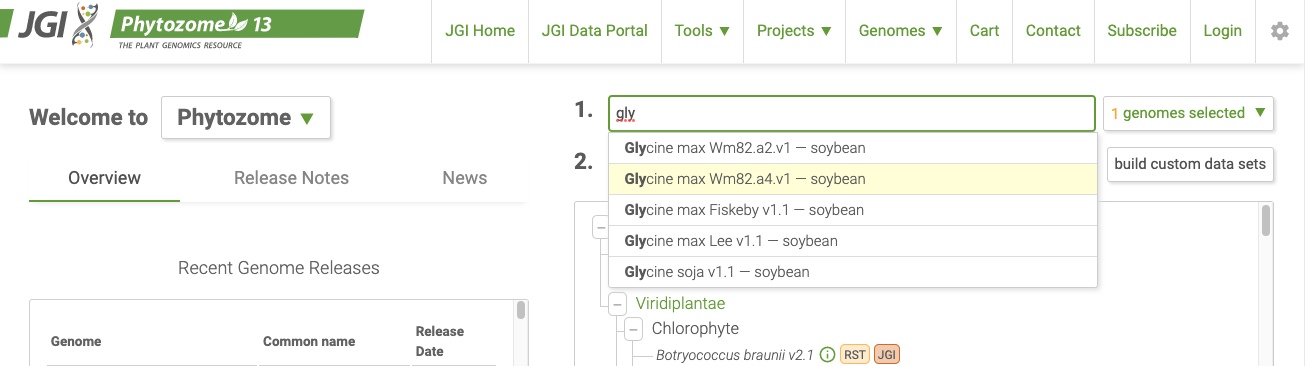 JGI Phytozome 13
THE PLANT GENOMICS RESOURCE
JGI Home JGI Data Portal Tools ▼ Projects ▼ Genomes ▼ Cart Contact Subscribe Login
Welcome to Phytozome ▼
Overview Release Notes News
Recent Genome Releases
Genome Common name Release Date
1. gly 1 genomes selected ▼
2. build custom data sets
Glycine max Wm82.a2.v1 — soybean
Glycine max Wm82.a4.v1 — soybean
Glycine max Fiskeby v1.1 — soybean
Glycine max Lee v1.1 — soybean
Glycine soja v1.1 — soybean
Viridiplantae
Chlorophyte
Botryococcus braunii v2.1 RST JGI